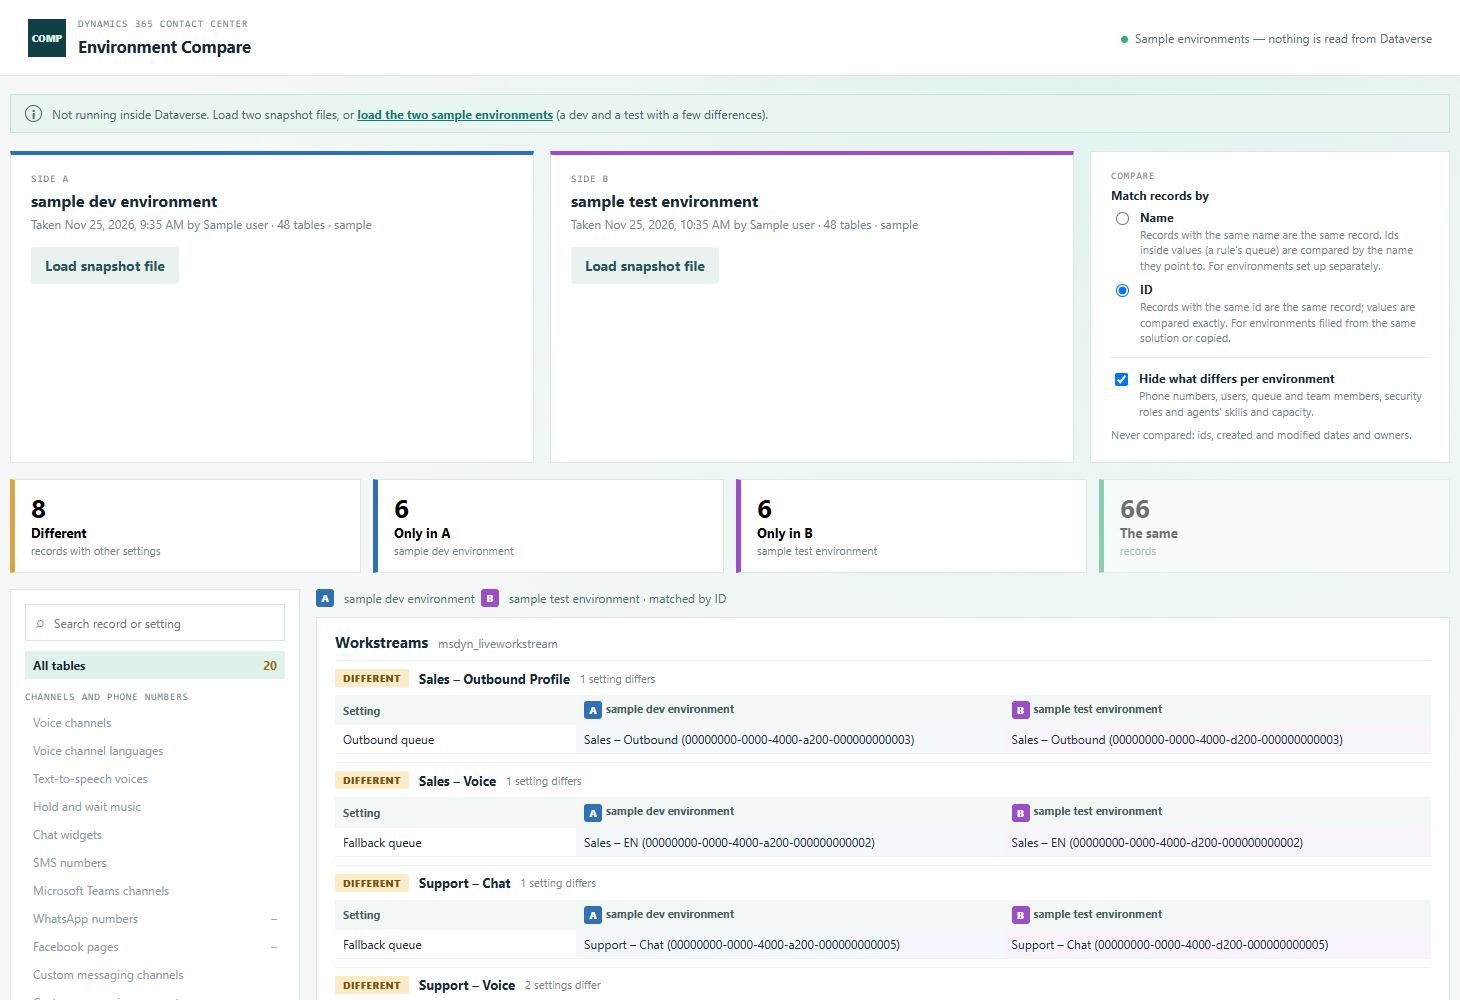 COMP
DYNAMICS 365 CONTACT CENTER
Environment Compare
Sample environments — nothing is read from Dataverse
Not running inside Dataverse. Load two snapshot files, or load the two sample environments (a dev and a test with a few differences).
SIDE A
sample dev environment
Taken Nov 25, 2026, 9:35 AM by Sample user · 48 tables · sample
Load snapshot file
SIDE B
sample test environment
Taken Nov 25, 2026, 10:35 AM by Sample user · 48 tables · sample
Load snapshot file
COMPARE
Match records by
Name
Records with the same name are the same record. Ids
inside values (a rule's queue) are compared by the name
they point to. For environments set up separately.
ID
Records with the same id are the same record; values are
compared exactly. For environments filled from the same
solution or copied.
Hide what differs per environment
Phone numbers, users, queue and team members, security
roles and agents' skills and capacity.
Never compared: ids, created and modified dates and owners.
8
Different
records with other settings
6
Only in A
sample dev environment
6
Only in B
sample test environment
66
The same
records
Search record or setting
All tables 20
CHANNELS AND PHONE NUMBERS
Voice channels
Voice channel languages
Text-to-speech voices
Hold and wait music
Chat widgets
SMS numbers
Microsoft Teams channels
WhatsApp numbers –
Facebook pages –
Custom messaging channels
A sample dev environment B sample test environment · matched by ID
Workstreams msdyn_liveworkstream
DIFFERENT Sales – Outbound Profile 1 setting differs
Setting A sample dev environment B sample test environment
Outbound queue Sales – Outbound (00000000-0000-4000-a200-000000000003) Sales – Outbound (00000000-0000-4000-d200-000000000003)
DIFFERENT Sales – Voice 1 setting differs
Setting A sample dev environment B sample test environment
Fallback queue Sales – EN (00000000-0000-4000-a200-000000000002) Sales – EN (00000000-0000-4000-d200-000000000002)
DIFFERENT Support – Chat 1 setting differs
Setting A sample dev environment B sample test environment
Fallback queue Support – Chat (00000000-0000-4000-a200-000000000005) Support – Chat (00000000-0000-4000-d200-000000000005)
DIFFERENT Support – Voice 2 settings differ